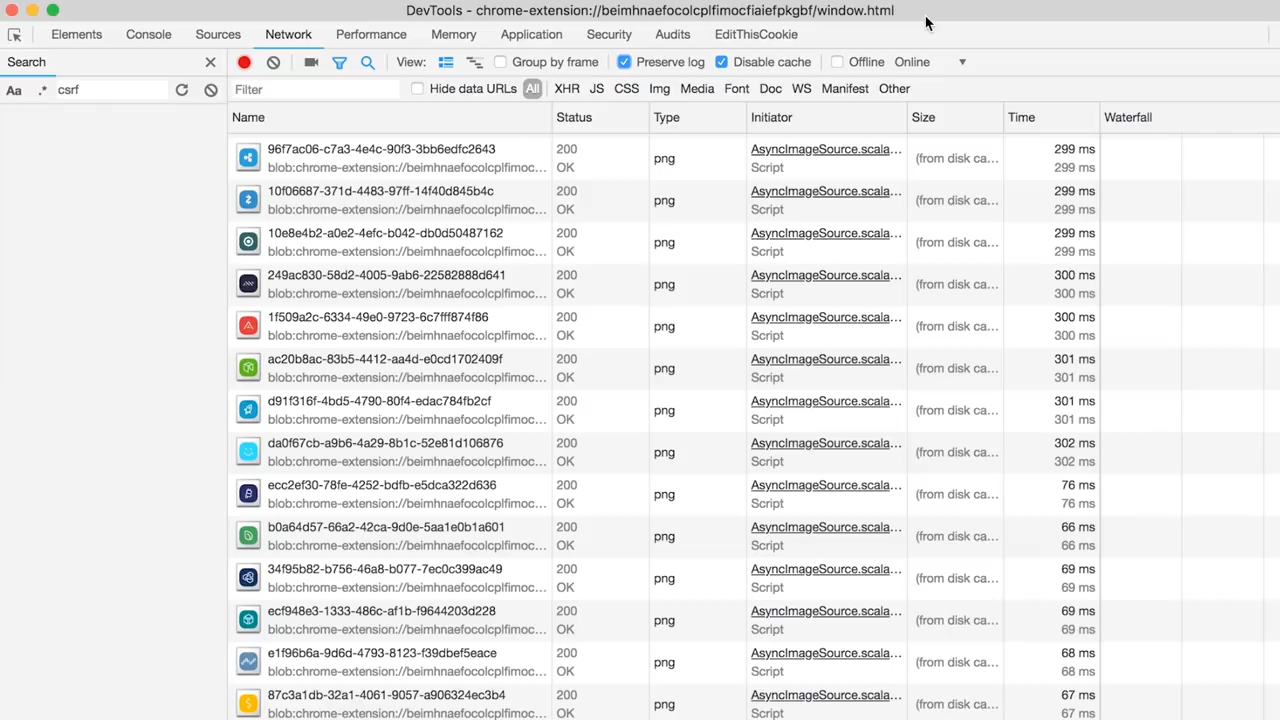 DevTools - chrome-extension://beimhnaefocolcplfimocfiaiefpkgbf/window.html
Elements Console Sources Network Performance Memory Application Security Audits EditThisCookie
Search View: Group by frame Preserve log Disable cache Offline Online
Aa .* csrf Filter Hide data URLs All XHR JS CSS Img Media Font Doc WS Manifest Other
Name Status Type Initiator Size Time Waterfall
96f7ac06-c7a3-4e4c-90f3-3bb6edfc2643 200 png AsyncImageSource.scala… (from disk ca… 299 ms
blob:chrome-extension://beimhnaefocolcplfimoc… OK Script 299 ms
10f06687-371d-4483-97ff-14f40d845b4c 200 png AsyncImageSource.scala… (from disk ca… 299 ms
blob:chrome-extension://beimhnaefocolcplfimoc… OK Script 299 ms
10e8e4b2-a0e2-4efc-b042-db0d50487162 200 png AsyncImageSource.scala… (from disk ca… 299 ms
blob:chrome-extension://beimhnaefocolcplfimoc… OK Script 299 ms
249ac830-58d2-4005-9ab6-22582888d641 200 png AsyncImageSource.scala… (from disk ca… 300 ms
blob:chrome-extension://beimhnaefocolcplfimoc… OK Script 300 ms
1f509a2c-6334-49e0-9723-6c7fff874f86 200 png AsyncImageSource.scala… (from disk ca… 300 ms
blob:chrome-extension://beimhnaefocolcplfimoc… OK Script 300 ms
ac20b8ac-83b5-4412-aa4d-e0cd1702409f 200 png AsyncImageSource.scala… (from disk ca… 301 ms
blob:chrome-extension://beimhnaefocolcplfimoc… OK Script 301 ms
d91f316f-4bd5-4790-80f4-edac784fb2cf 200 png AsyncImageSource.scala… (from disk ca… 301 ms
blob:chrome-extension://beimhnaefocolcplfimoc… OK Script 301 ms
da0f67cb-a9b6-4a29-8b1c-52e81d106876 200 png AsyncImageSource.scala… (from disk ca… 302 ms
blob:chrome-extension://beimhnaefocolcplfimoc… OK Script 302 ms
ecc2ef30-78fe-4252-bdfb-e5dca322d636 200 png AsyncImageSource.scala… (from disk ca… 76 ms
blob:chrome-extension://beimhnaefocolcplfimoc… OK Script 76 ms
b0a64d57-66a2-42ca-9d0e-5aa1e0b1a601 200 png AsyncImageSource.scala… (from disk ca… 66 ms
blob:chrome-extension://beimhnaefocolcplfimoc… OK Script 66 ms
34f95b82-b756-46a8-b077-7ec0c399ac49 200 png AsyncImageSource.scala… (from disk ca… 69 ms
blob:chrome-extension://beimhnaefocolcplfimoc… OK Script 69 ms
ecf948e3-1333-486c-af1b-f9644203d228 200 png AsyncImageSource.scala… (from disk ca… 69 ms
blob:chrome-extension://beimhnaefocolcplfimoc… OK Script 69 ms
e1f96b6a-9d6d-4793-8123-f39dbef5eace 200 png AsyncImageSource.scala… (from disk ca… 68 ms
blob:chrome-extension://beimhnaefocolcplfimoc… OK Script 68 ms
87c3a1db-32a1-4061-9057-a906324ec3b4 200 png AsyncImageSource.scala… (from disk ca… 67 ms
blob:chrome-extension://beimhnaefocolcplfimoc… OK Script 67 ms